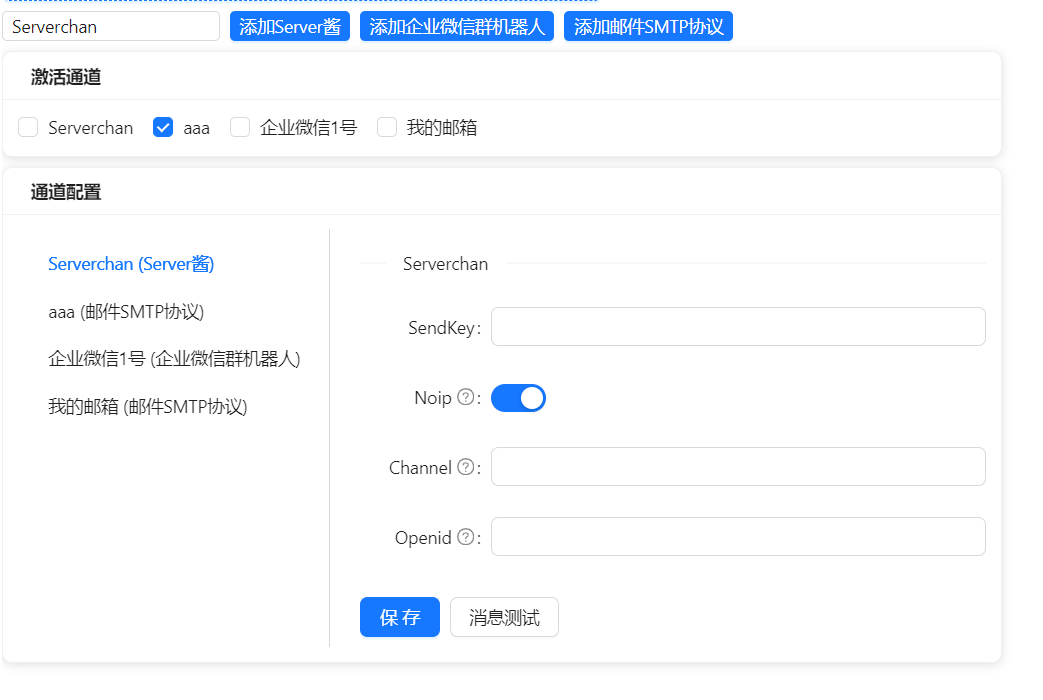 Serverchan 添加Server酱 添加企业微信群机器人 添加邮件SMTP协议
激活通道
Serverchan aaa 企业微信1号 我的邮箱
通道配置
Serverchan (Server酱)
aaa (邮件SMTP协议)
企业微信1号 (企业微信群机器人)
我的邮箱 (邮件SMTP协议)
Serverchan
SendKey:
Noip ?:
Channel ?:
Openid ?:
保存 消息测试